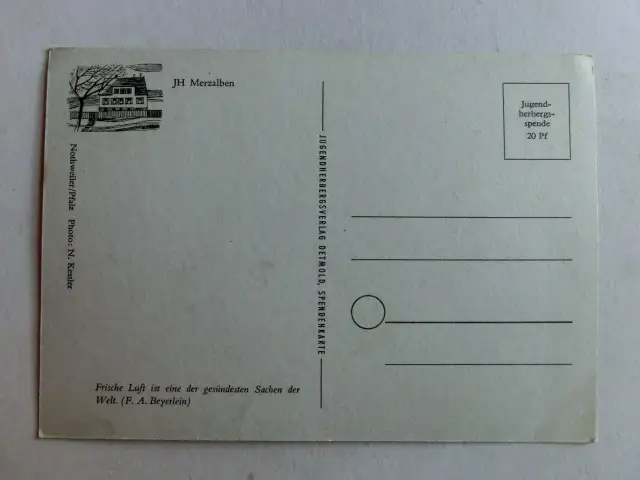 JH Merzalben
Jugend-
herbergs-
spende
20 Pf
Nothweiler/Pfalz Photo: N. Kessler
JUGENDHERBERGSVERLAG DETMOLD, SPENDENKARTE
Frische Luft ist eine der gesündesten Sachen der
Welt. (F. A. Beyerlein)